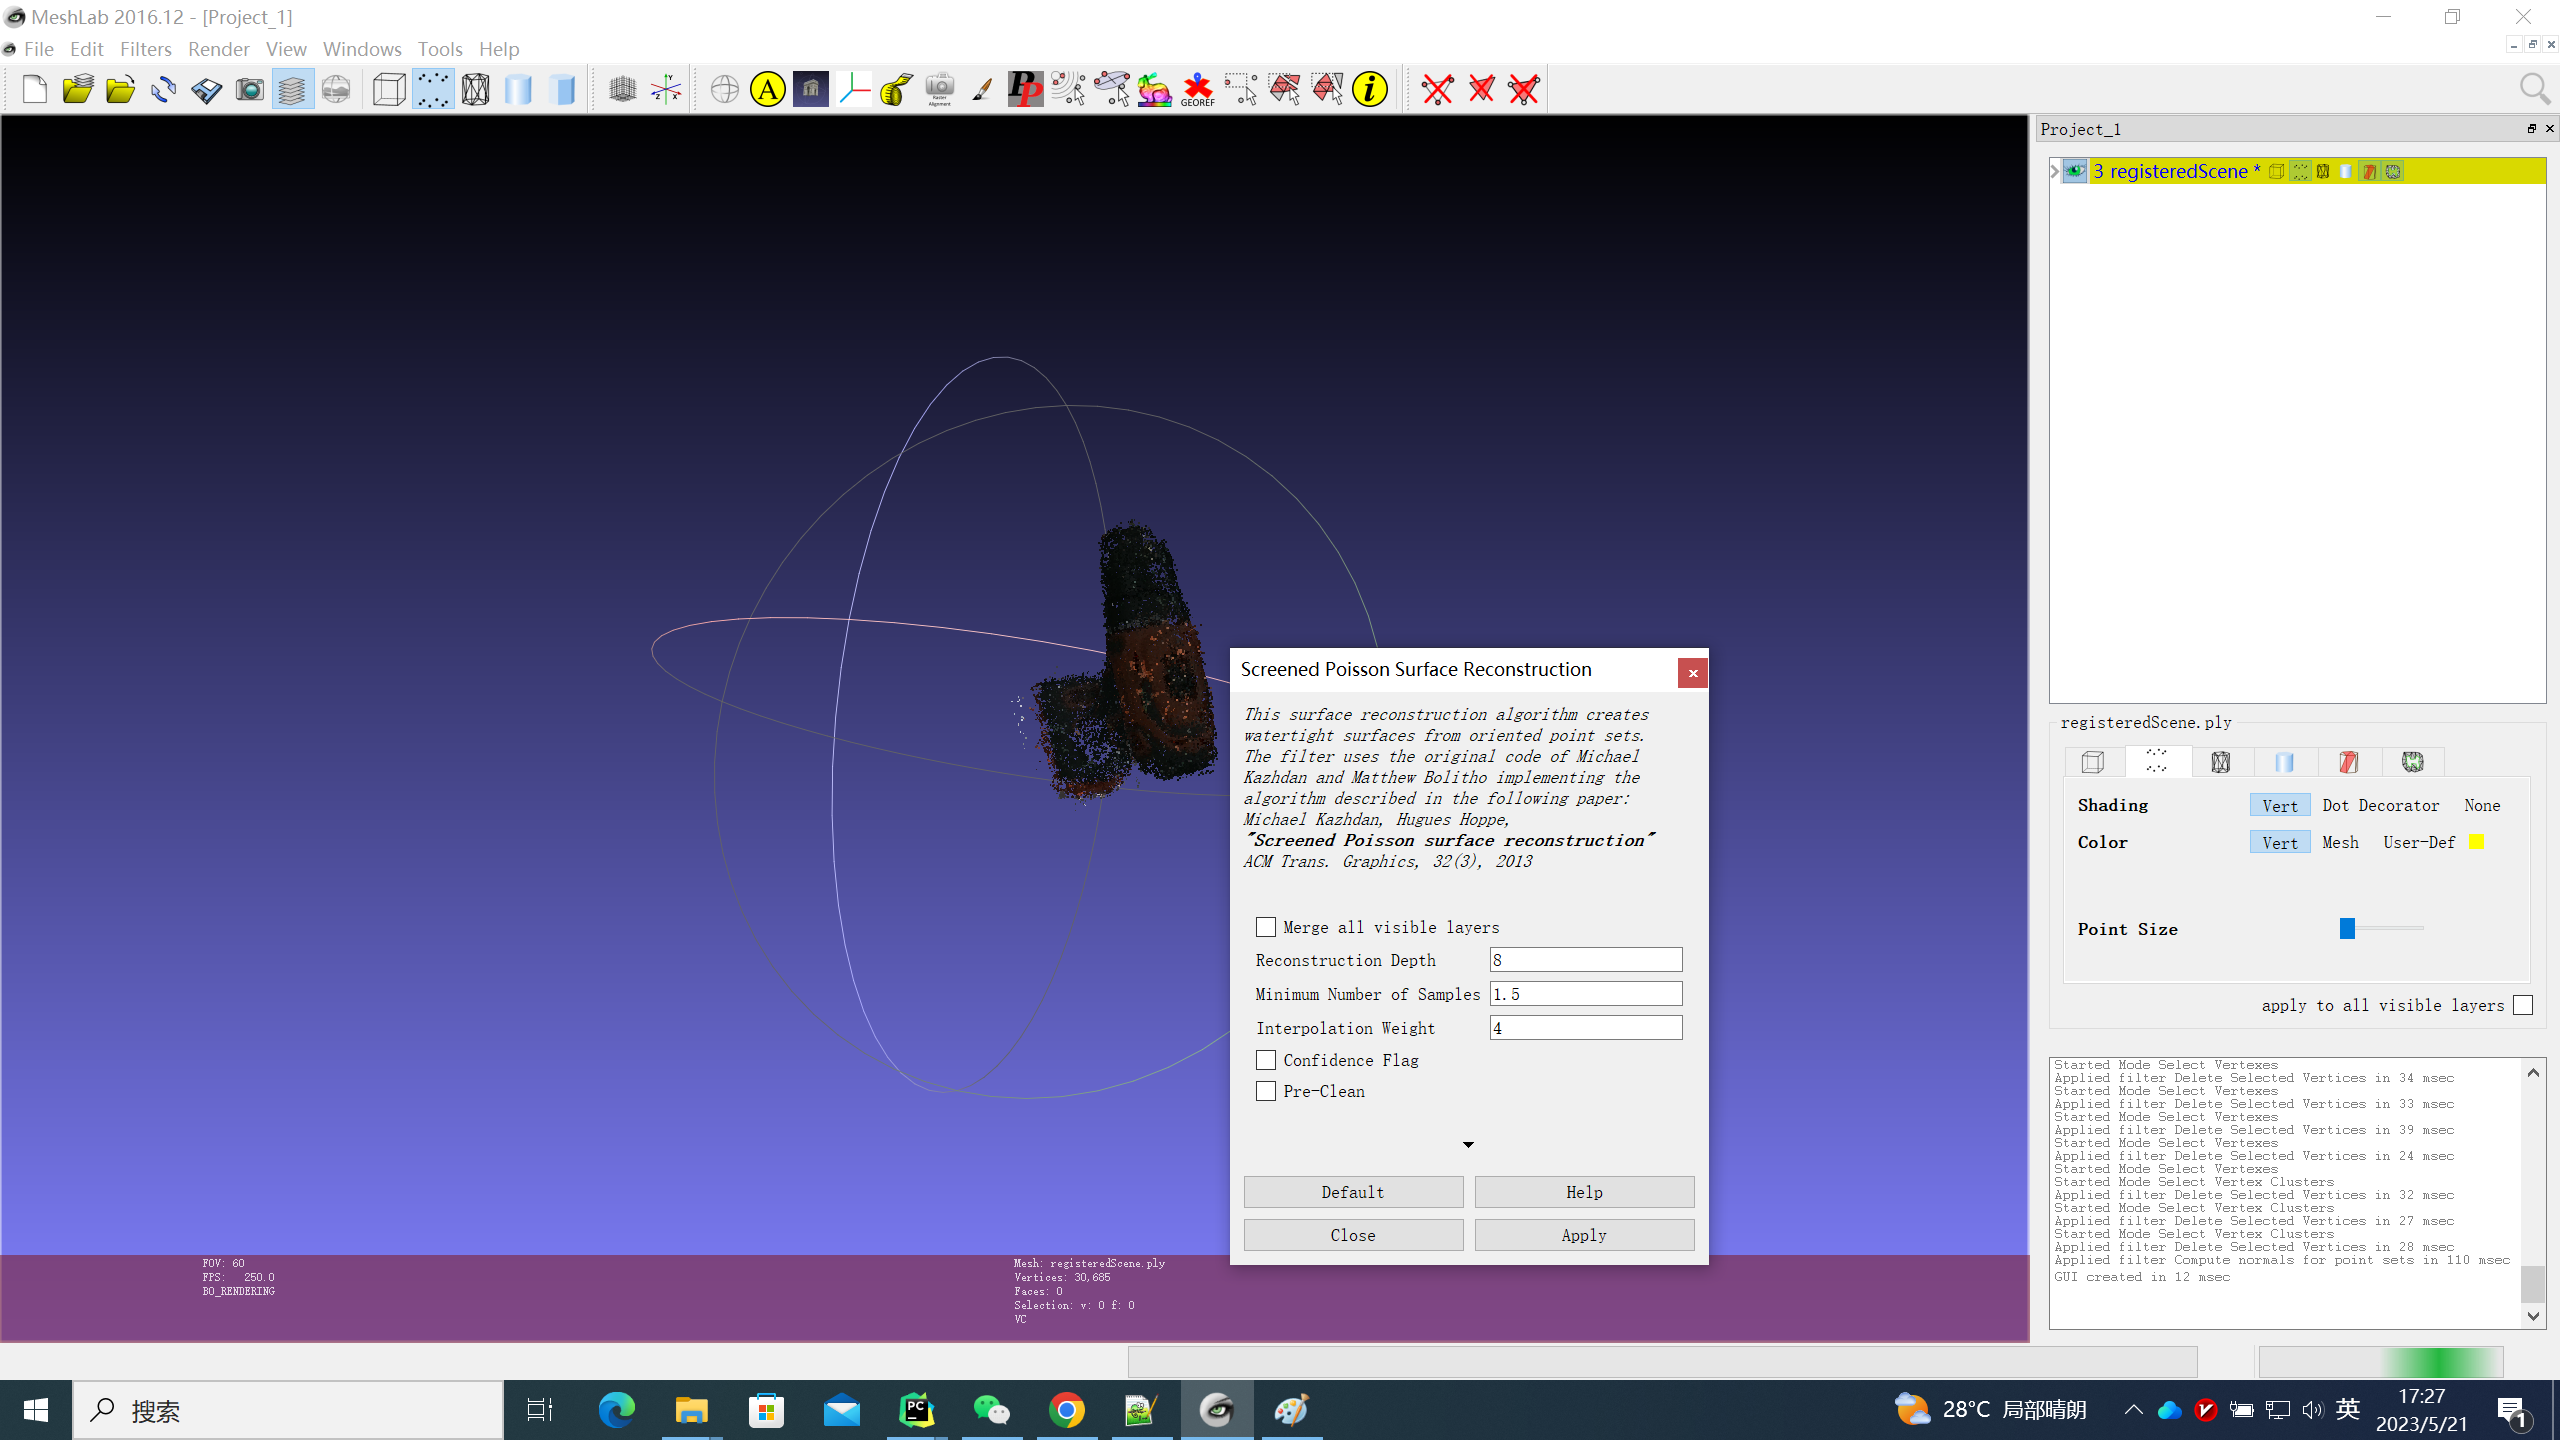 MeshLab 2016.12 - [Project_1]
File Edit Filters Render View Windows Tools Help
A
Raster Alignment
PP
GEOREF
i
Project_1
3 registeredScene *
Screened Poisson Surface Reconstruction
This surface reconstruction algorithm creates
watertight surfaces from oriented point sets.
The filter uses the original code of Michael
Kazhdan and Matthew Bolitho implementing the
algorithm described in the following paper:
Michael Kazhdan, Hugues Hoppe,
"Screened Poisson surface reconstruction"
ACM Trans. Graphics, 32(3), 2013
Merge all visible layers
Reconstruction Depth 8
Minimum Number of Samples 1.5
Interpolation Weight 4
Confidence Flag
Pre-Clean
Default Help
Close Apply
registeredScene.ply
Shading Vert Dot Decorator None
Color Vert Mesh User-Def
Point Size
apply to all visible layers
Started Mode Select Vertexes
Applied filter Delete Selected Vertices in 34 msec
Started Mode Select Vertexes
Applied filter Delete Selected Vertices in 33 msec
Started Mode Select Vertexes
Applied filter Delete Selected Vertices in 39 msec
Started Mode Select Vertexes
Applied filter Delete Selected Vertices in 24 msec
Started Mode Select Vertexes
Started Mode Select Vertex Clusters
Applied filter Delete Selected Vertices in 32 msec
Started Mode Select Vertex Clusters
Applied filter Delete Selected Vertices in 27 msec
Started Mode Select Vertex Clusters
Applied filter Delete Selected Vertices in 28 msec
Applied filter Compute normals for point sets in 110 msec
GUI created in 12 msec
FOV: 60
FPS: 250.0
BO_RENDERING
Mesh: registeredScene.ply
Vertices: 30,685
Faces: 0
Selection: v: 0 f: 0
VC
搜索
PC
28°C 局部晴朗
英
17:27
2023/5/21
1